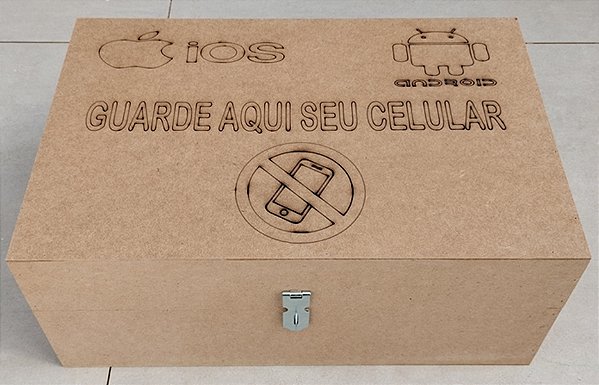 iOS
ANDROID
GUARDE AQUI SEU CELULAR